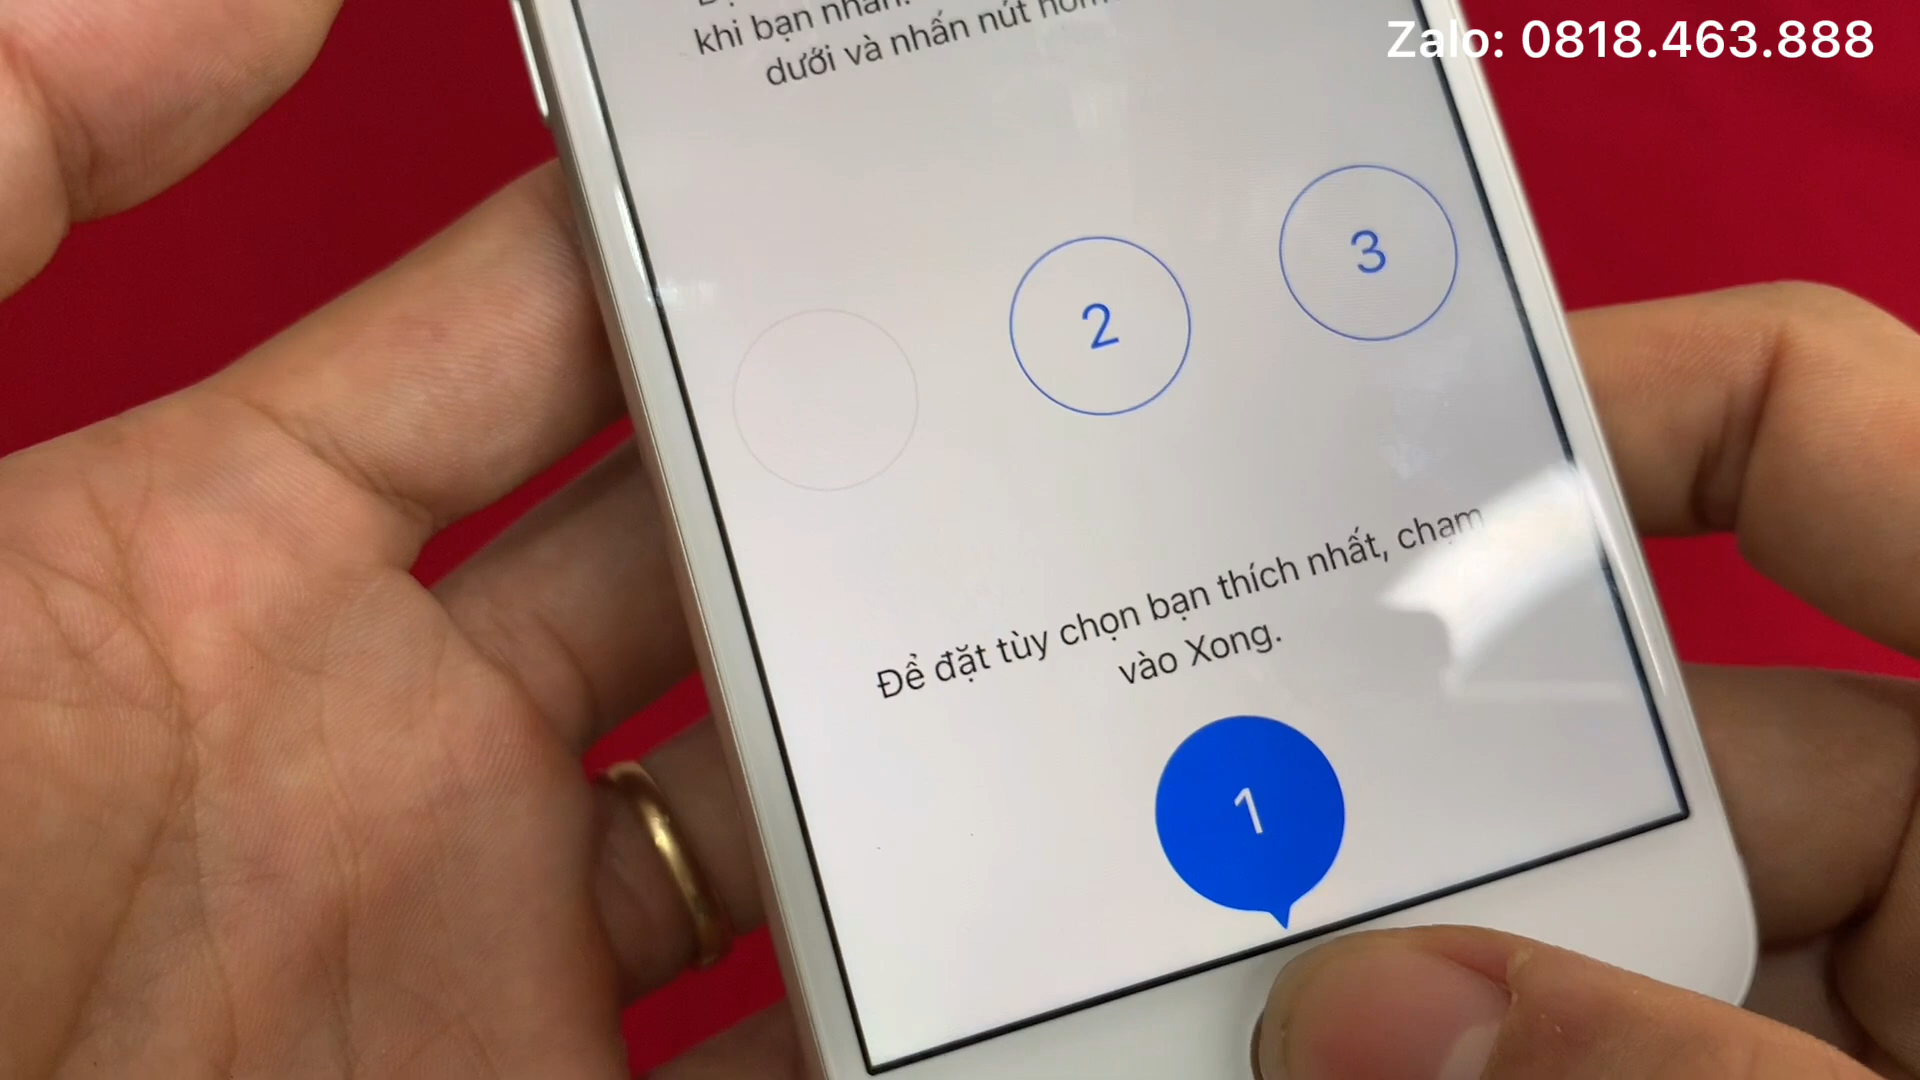 Zalo: 0818.463.888
khi bạn nhấn.
dưới và nhấn nút
2
3
Để đặt tùy chọn bạn thích nhất, chạm
vào Xong.
1